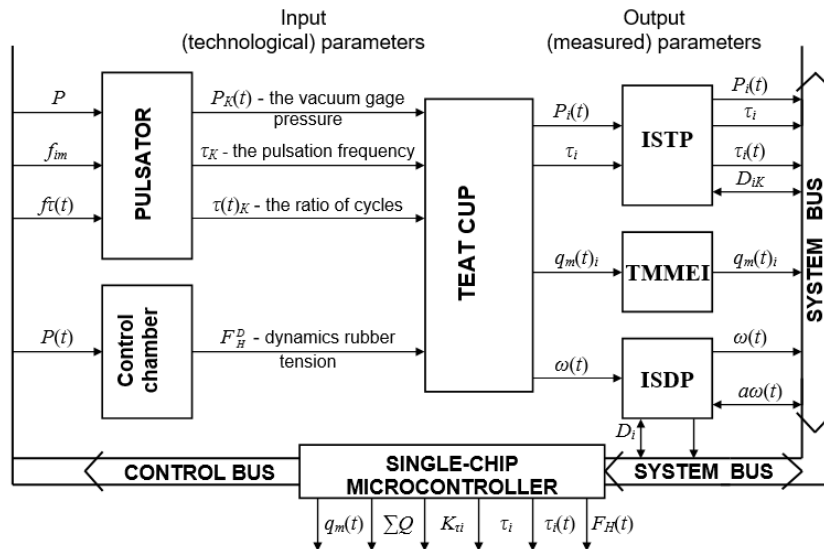 Input
(technological) parameters
Output
(measured) parameters
P
f_im
fτ(t)
P(t)
PULSATOR
Control
chamber
P_K(t) - the vacuum gage
pressure
τ_K - the pulsation frequency
τ(t)_K - the ratio of cycles
F_H^D - dynamics rubber
tension
TEAT CUP
P_i(t)
τ_i
q_m(t)_i
ω(t)
ISTP
TMMEI
ISDP
P_i(t)
τ_i
τ_i(t)
D_iK
q_m(t)_i
ω(t)
aω(t)
SYSTEM BUS
D_i
CONTROL BUS
SINGLE-CHIP
MICROCONTROLLER
SYSTEM BUS
q_m(t)
∑Q
K_τi
τ_i
τ_i(t)
F_H(t)